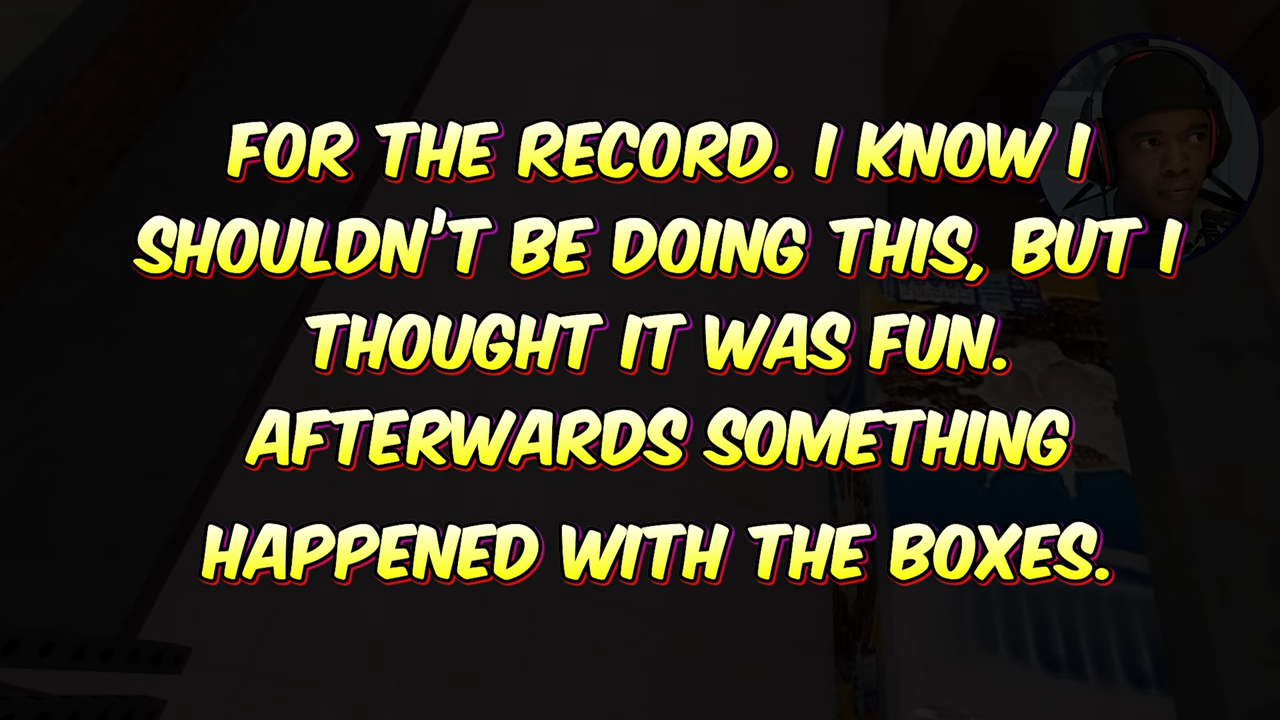 FOR THE RECORD. I KNOW I
SHOULDN'T BE DOING THIS, BUT I
THOUGHT IT WAS FUN.
AFTERWARDS SOMETHING
HAPPENED WITH THE BOXES.